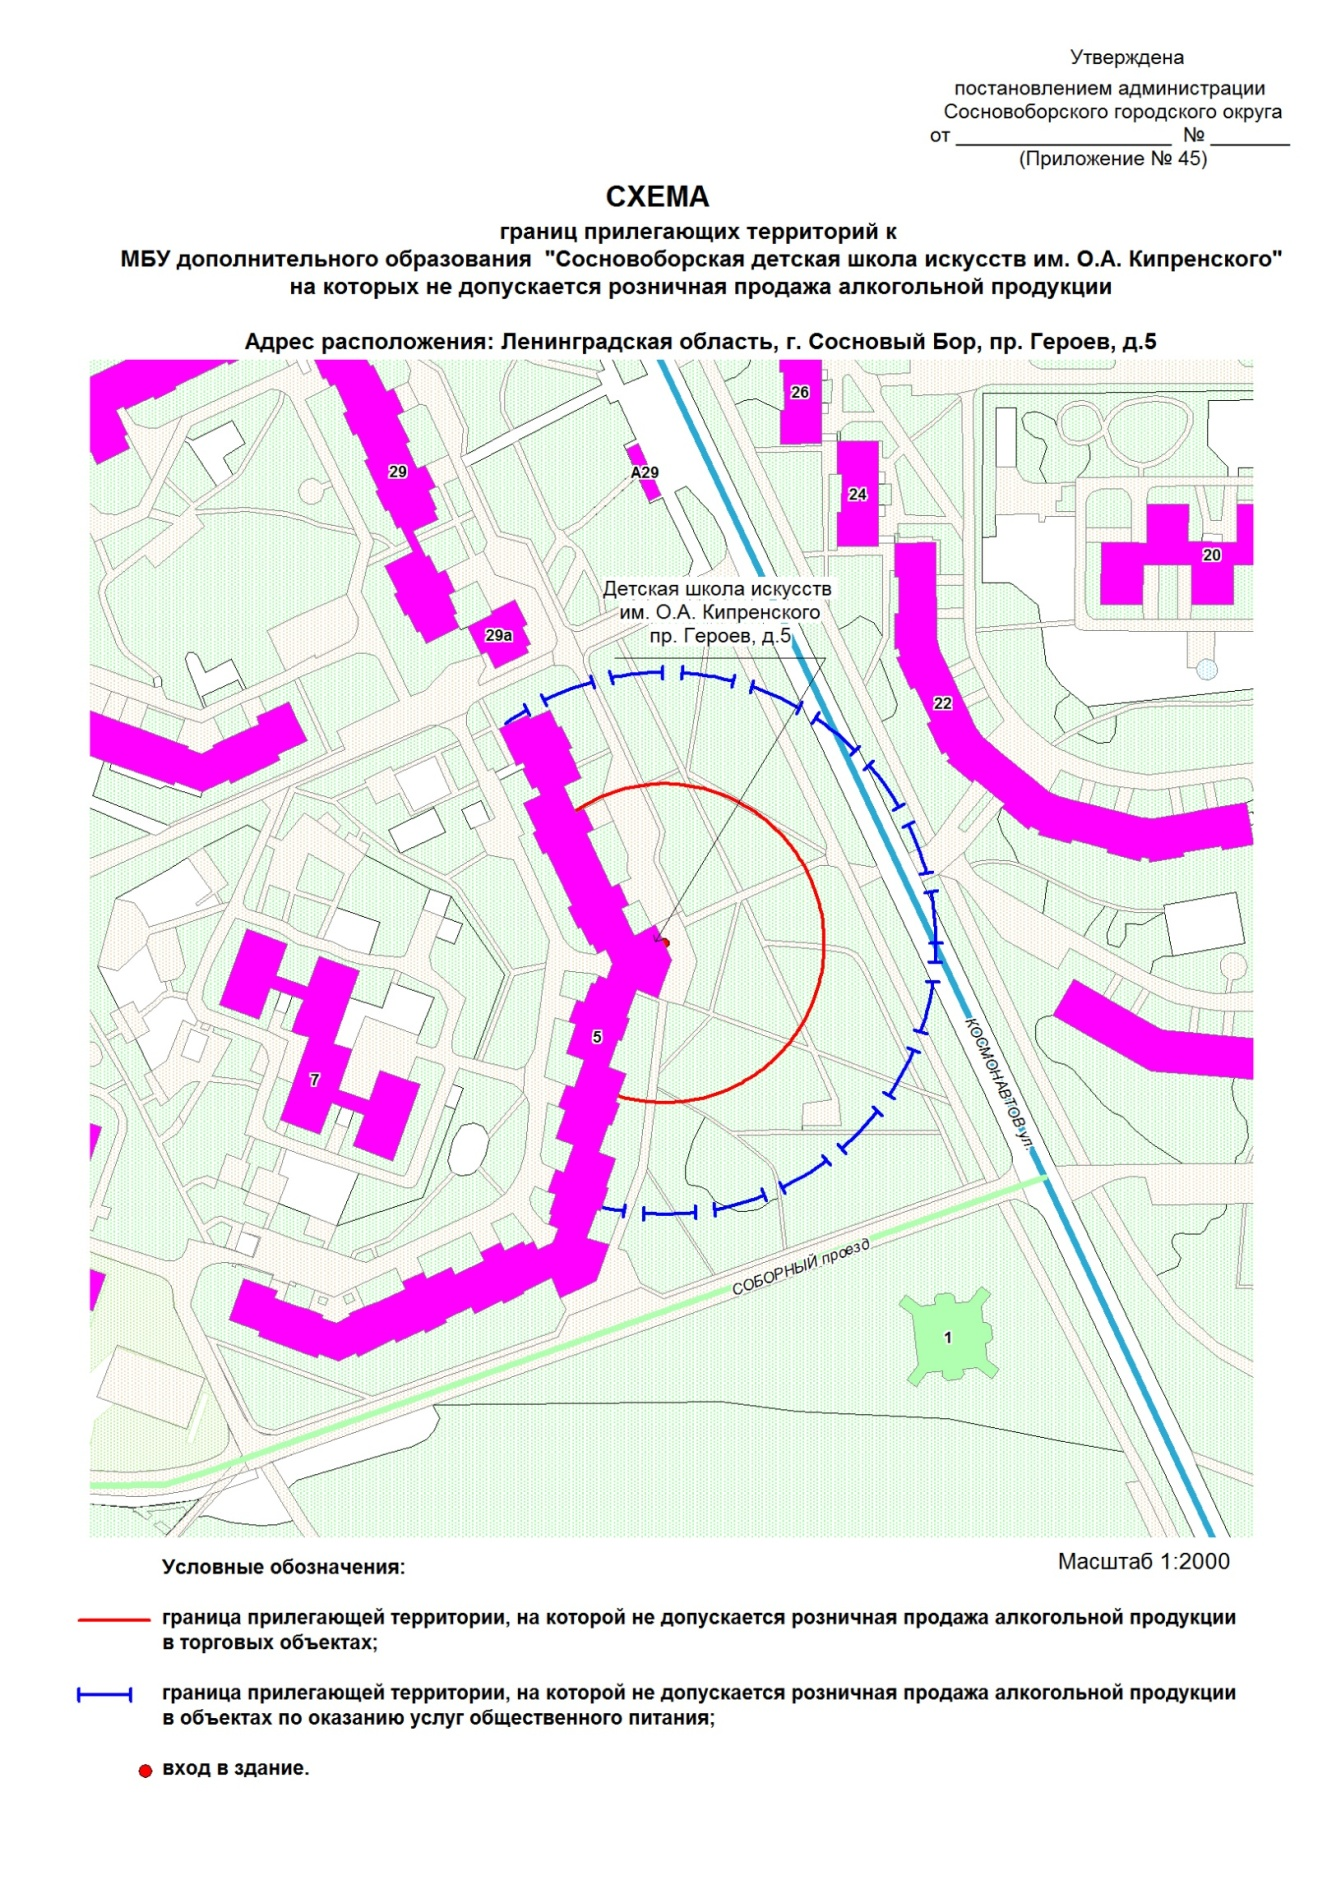 Утверждена
постановлением администрации
Сосновоборского городского округа
от ____________________ № _______
(Приложение № 45)
СХЕМА
границ прилегающих территорий к
МБУ дополнительного образования "Сосновоборская детская школа искусств им. О.А. Кипренского"
на которых не допускается розничная продажа алкогольной продукции
Адрес расположения: Ленинградская область, г. Сосновый Бор, пр. Героев, д.5
26
29
А29
24
20
Детская школа искусств
им. О.А. Кипренского
пр. Героев, д.5
29а
22
5
7
КОСМОНАВТОВ ул.
СОБОРНЫЙ проезд
1
Масштаб 1:2000
Условные обозначения:
граница прилегающей территории, на которой не допускается розничная продажа алкогольной продукции
в торговых объектах;
граница прилегающей территории, на которой не допускается розничная продажа алкогольной продукции
в объектах по оказанию услуг общественного питания;
вход в здание.